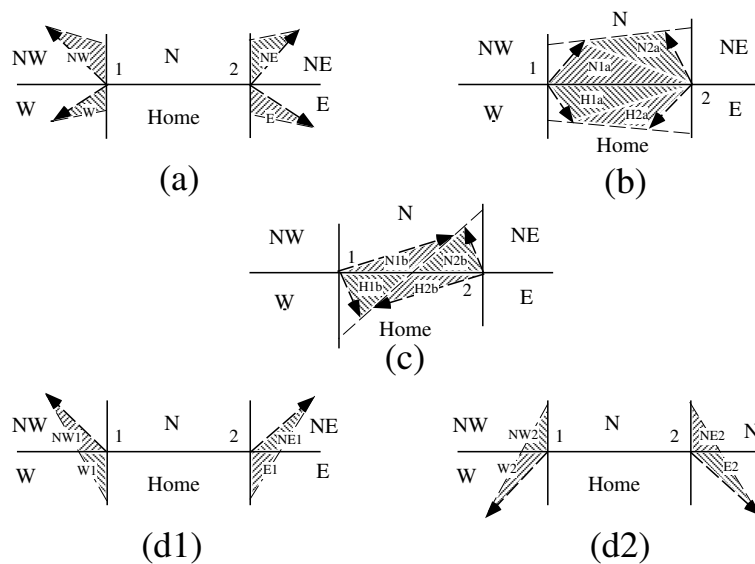 NW N NE
NW 1 2 NE
W W Home E E
(a)
NW N NE
N1a N2a
1 2
W H1a H2a E
Home
(b)
NW N NE
1 N1b N2b
W H1b H2b 2 E
Home
(c)
NW N NE
NW1 1 2 NE1
W W1 Home E1 E
(d1)
NW N N
NW2 1 2 NE2
W W2 Home E2 E
(d2)